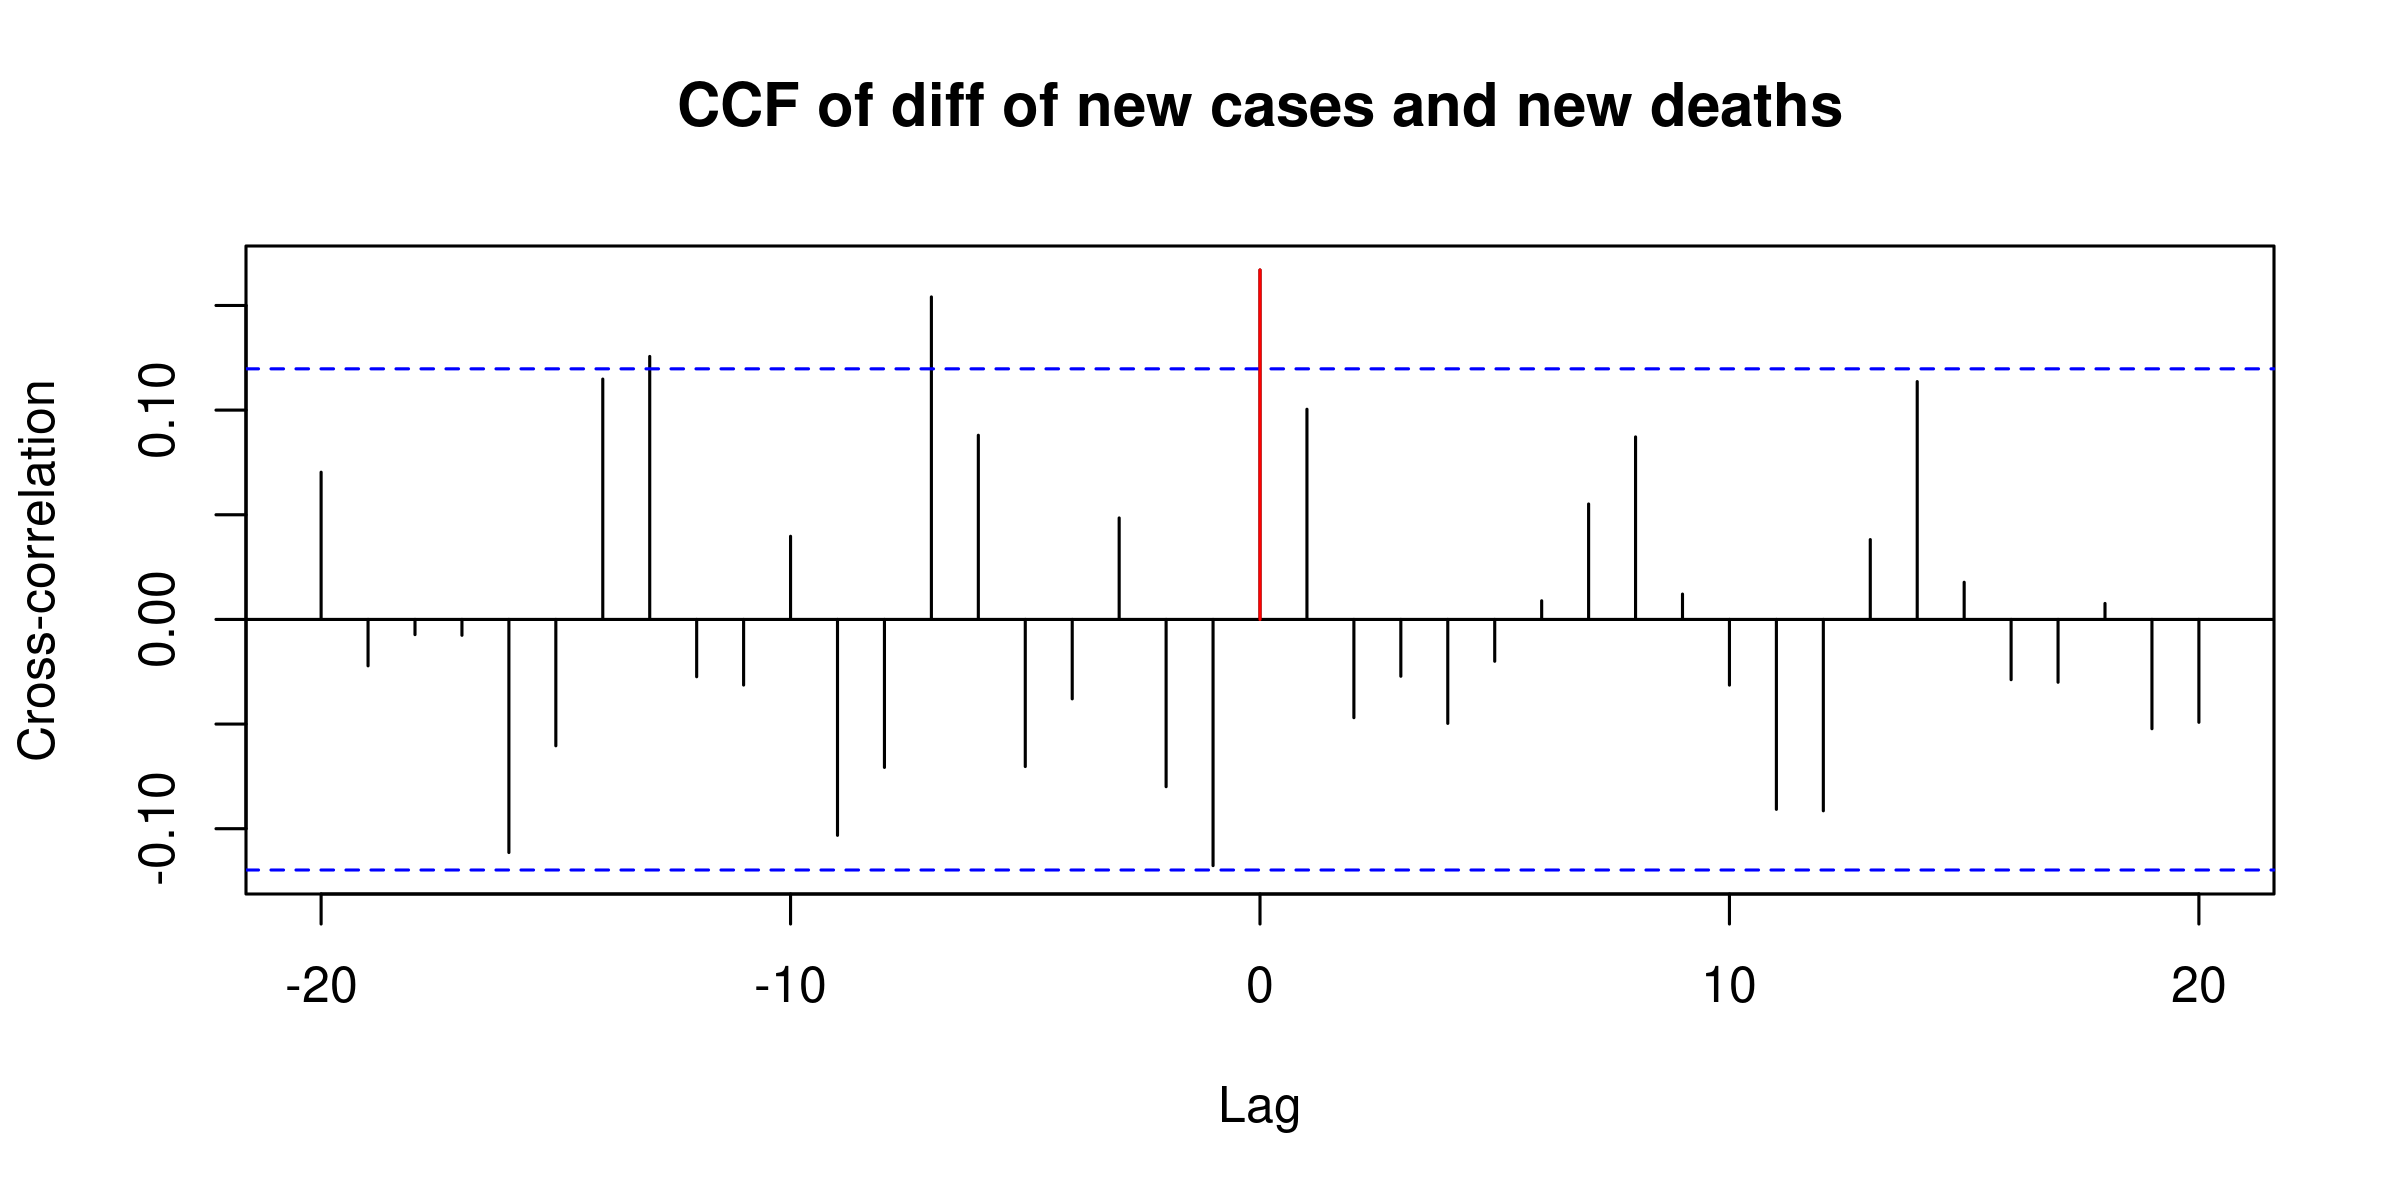 CCF of diff of new cases and new deaths
Cross-correlation
0.10
0.00
-0.10
-20 -10 0 10 20
Lag